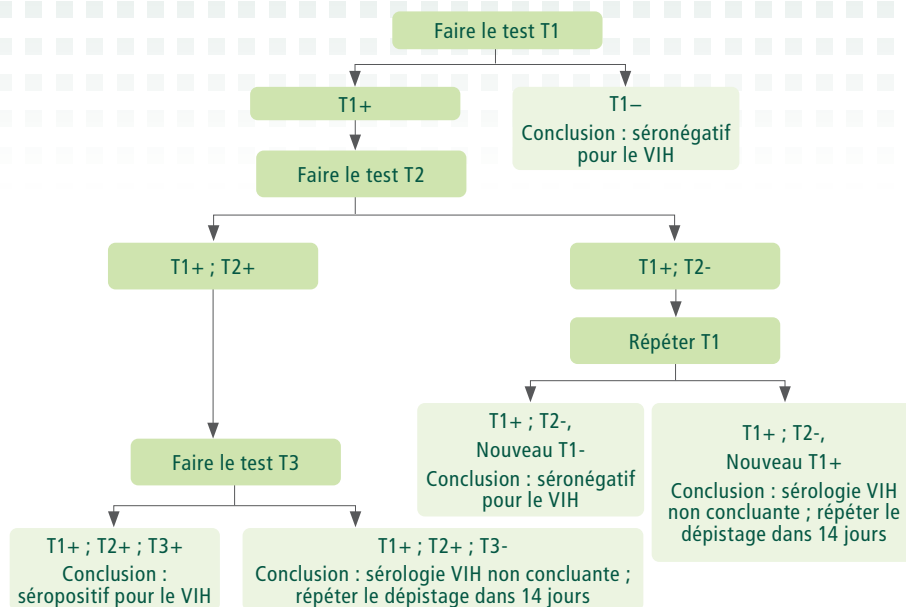 Faire le test T1
T1+
T1–
Conclusion : séronégatif
pour le VIH
Faire le test T2
T1+ ; T2+
T1+; T2-
Répéter T1
T1+ ; T2-,
Nouveau T1-
Conclusion : séronégatif
pour le VIH
T1+ ; T2-,
Nouveau T1+
Conclusion : sérologie VIH
non concluante ; répéter le
dépistage dans 14 jours
Faire le test T3
T1+ ; T2+ ; T3+
Conclusion :
séropositif pour le VIH
T1+ ; T2+ ; T3-
Conclusion : sérologie VIH non concluante ;
répéter le dépistage dans 14 jours